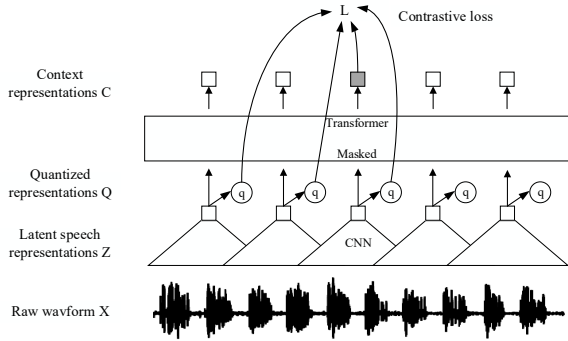 L
Contrastive loss
Context
representations C
Transformer
Masked
Quantized
representations Q
q
q
q
q
q
Latent speech
representations Z
CNN
Raw wavform X